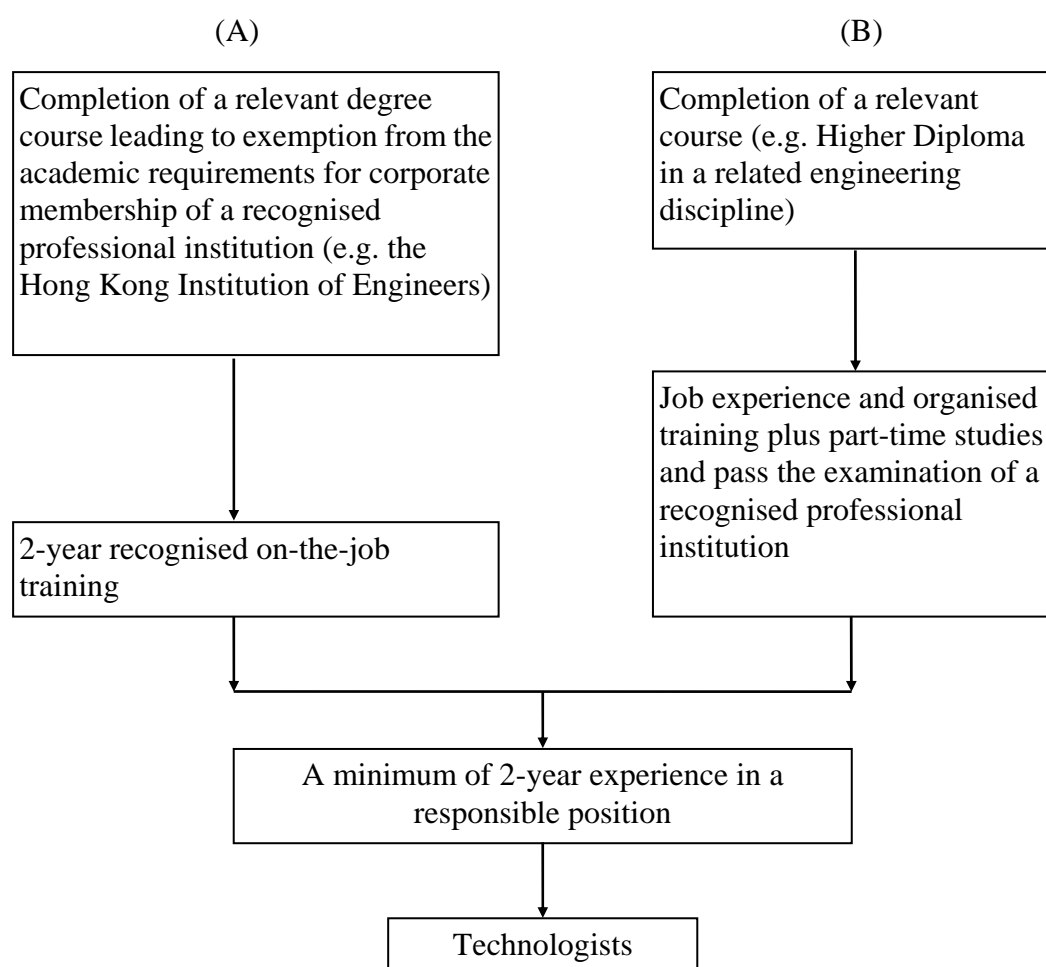 (A)
(B)
Completion of a relevant degree
course leading to exemption from the
academic requirements for corporate
membership of a recognised
professional institution (e.g. the
Hong Kong Institution of Engineers)
Completion of a relevant
course (e.g. Higher Diploma
in a related engineering
discipline)
Job experience and organised
training plus part-time studies
and pass the examination of a
recognised professional
institution
2-year recognised on-the-job
training
A minimum of 2-year experience in a
responsible position
Technologists